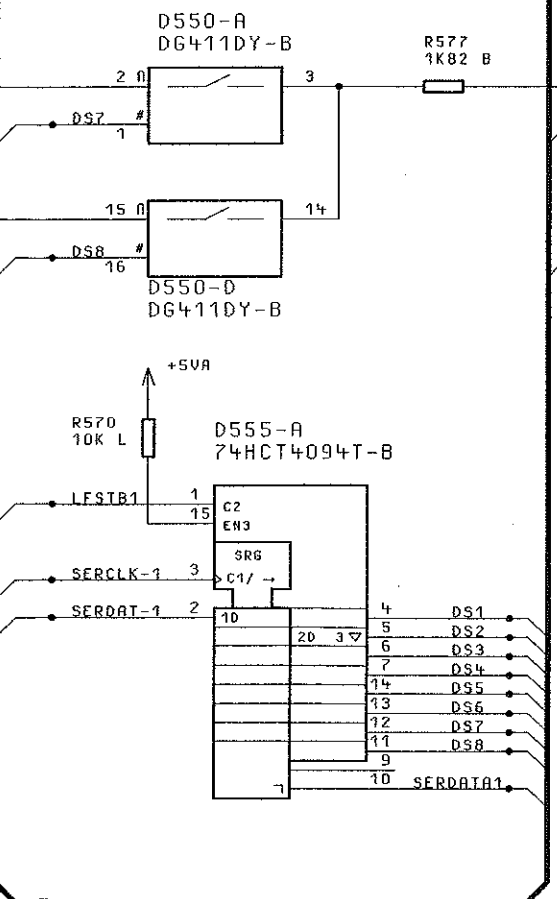 D550-A
DG411DY-B
R577
1K82 B
2 3
DS7 #
1
15 14
DS8 #
16
D550-D
DG411DY-B
+5VA
R570
10K L
D555-A
74HCT4094T-B
LFSTB1 1 C2
15 EN3
SRG
SERCLK-1 3 C1/ →
SERDAT-1 2 1D
4 DS1
2D 3 ▽ 5 DS2
6 DS3
7 DS4
14 DS5
13 DS6
12 DS7
11 DS8
9
10 SERDATA1